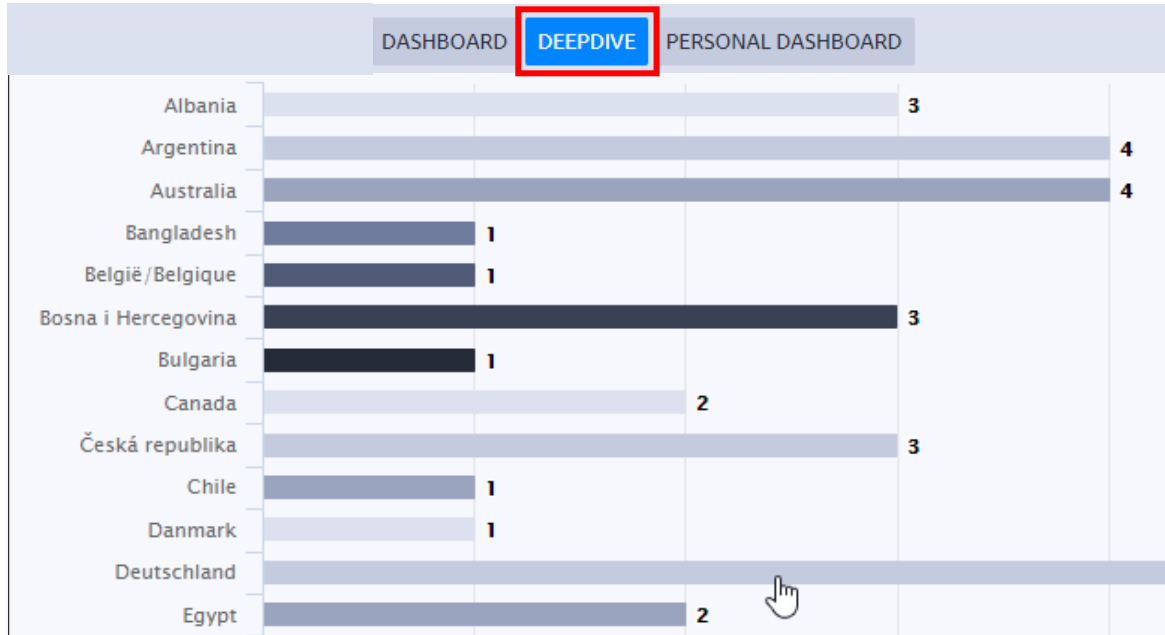 DASHBOARD DEEPDIVE PERSONAL DASHBOARD
Albania 3
Argentina 4
Australia 4
Bangladesh 1
België/Belgique 1
Bosna i Hercegovina 3
Bulgaria 1
Canada 2
Česká republika 3
Chile 1
Danmark 1
Deutschland
Egypt 2